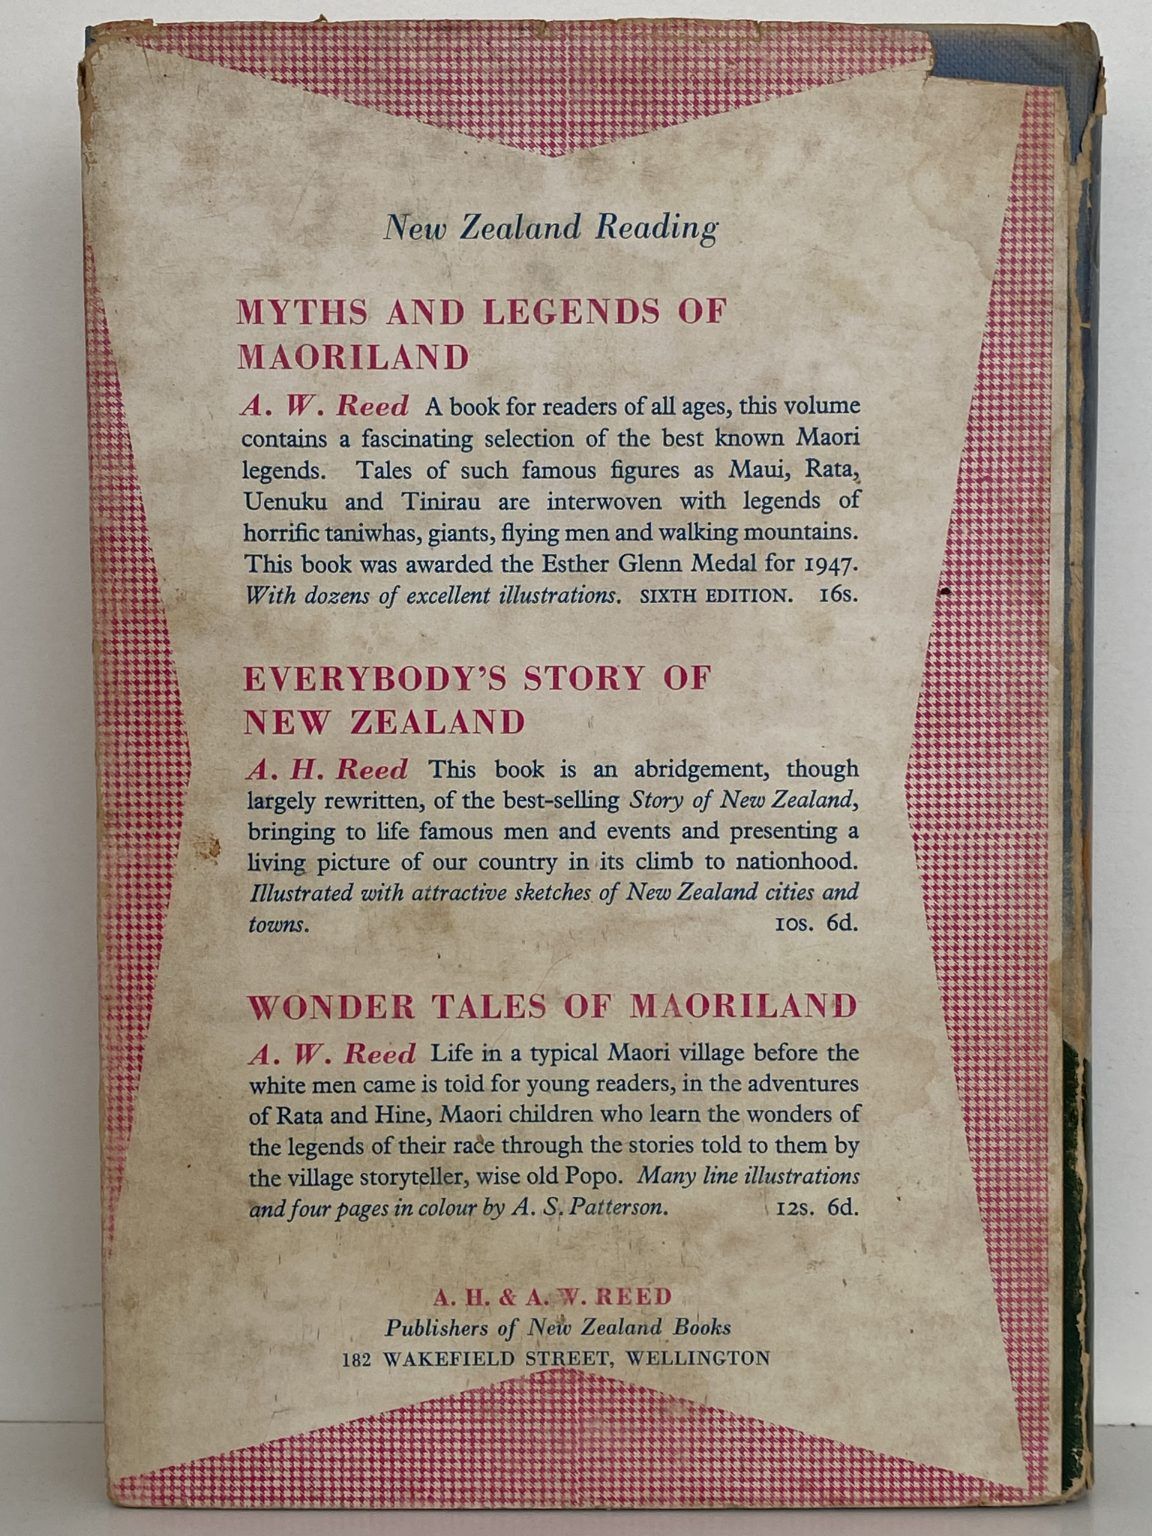 New Zealand Reading
MYTHS AND LEGENDS OF
MAORILAND
A. W. Reed A book for readers of all ages, this volume
contains a fascinating selection of the best known Maori
legends. Tales of such famous figures as Maui, Rata,
Uenuku and Tinirau are interwoven with legends of
horrific taniwhas, giants, flying men and walking mountains.
This book was awarded the Esther Glenn Medal for 1947.
With dozens of excellent illustrations. SIXTH EDITION. 16s.
EVERYBODY'S STORY OF
NEW ZEALAND
A. H. Reed This book is an abridgement, though
largely rewritten, of the best-selling Story of New Zealand,
bringing to life famous men and events and presenting a
living picture of our country in its climb to nationhood.
Illustrated with attractive sketches of New Zealand cities and
towns. 10s. 6d.
WONDER TALES OF MAORILAND
A. W. Reed Life in a typical Maori village before the
white men came is told for young readers, in the adventures
of Rata and Hine, Maori children who learn the wonders of
the legends of their race through the stories told to them by
the village storyteller, wise old Popo. Many line illustrations
and four pages in colour by A. S. Patterson. 12s. 6d.
A. H. & A. W. REED
Publishers of New Zealand Books
182 WAKEFIELD STREET, WELLINGTON